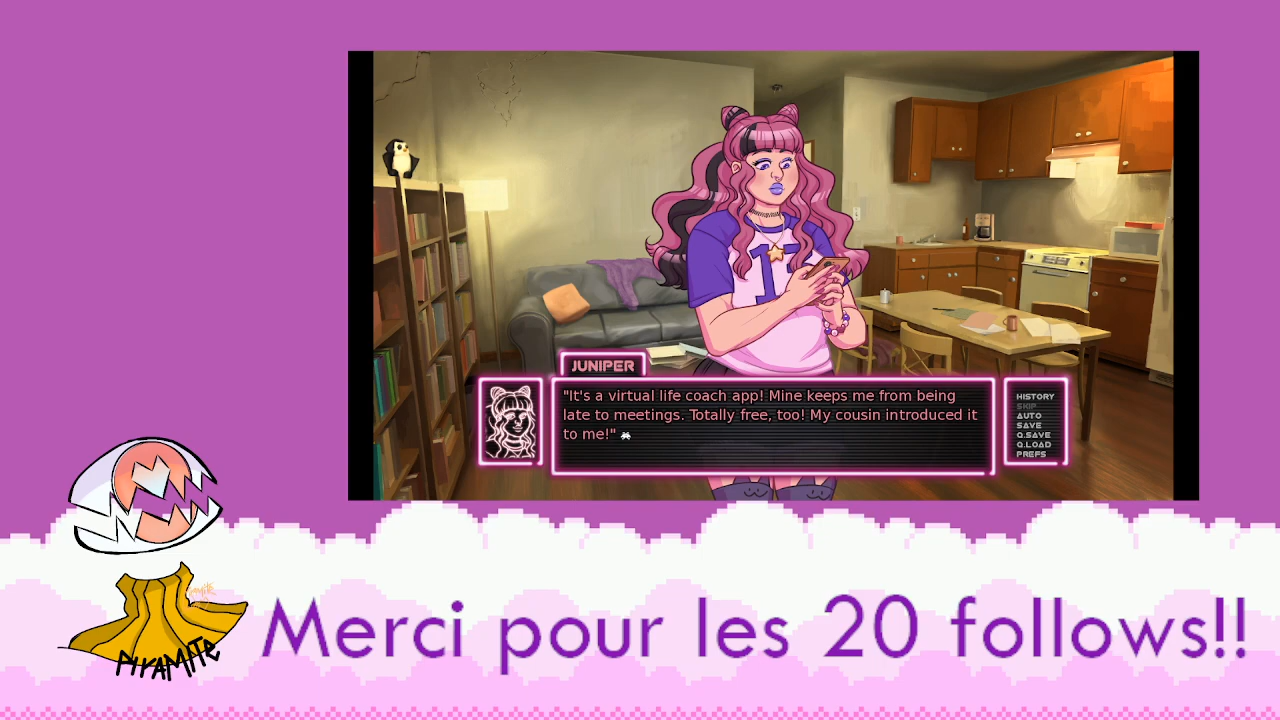 JUNIPER
"It's a virtual life coach app! Mine keeps me from being
late to meetings. Totally free, too! My cousin introduced it
to me!"
HISTORY
SKIP
AUTO
SAVE
Q.SAVE
Q.LOAD
PREFS
PIYAMITE
Merci pour les 20 follows!!